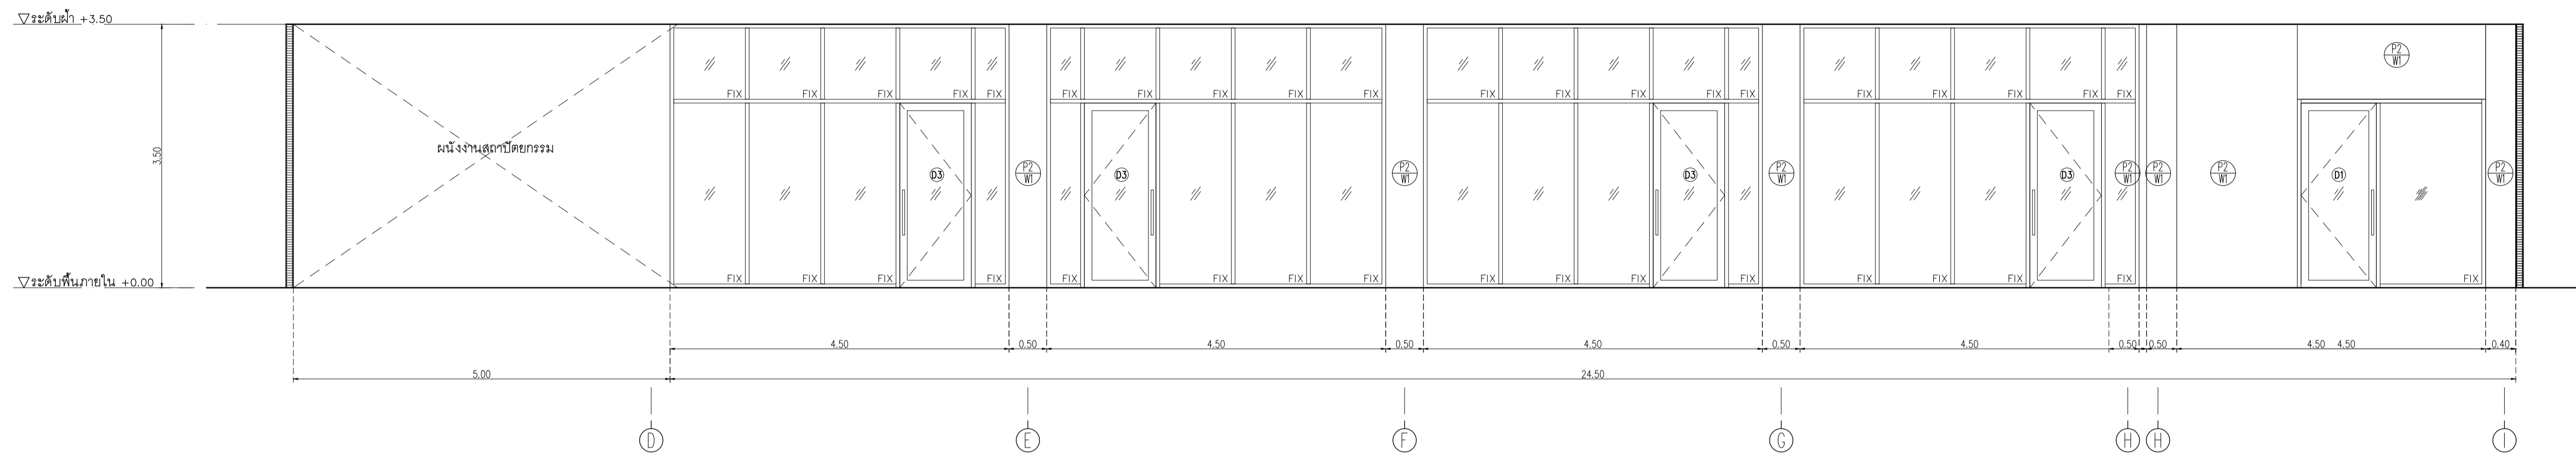 ระดับฝ้า +3.50
P2
W1
FIX FIX FIX FIX FIX FIX FIX FIX FIX FIX FIX FIX FIX FIX FIX FIX FIX FIX FIX FIX
3.50
ผนังงานสถาปัตยกรรม
D3 P2 W1 D3 P2 W1 D3 P2 W1 D3 P2 W1 P2 W1 P2 W1 D1 P2 W1
ระดับพื้นภายใน +0.00
FIX FIX FIX FIX FIX FIX FIX FIX FIX FIX FIX FIX FIX FIX FIX FIX FIX
4.50 0.50 4.50 0.50 4.50 0.50 4.50 0.50 0.50 4.50 4.50 0.40
5.00 24.50
D E F G H H I